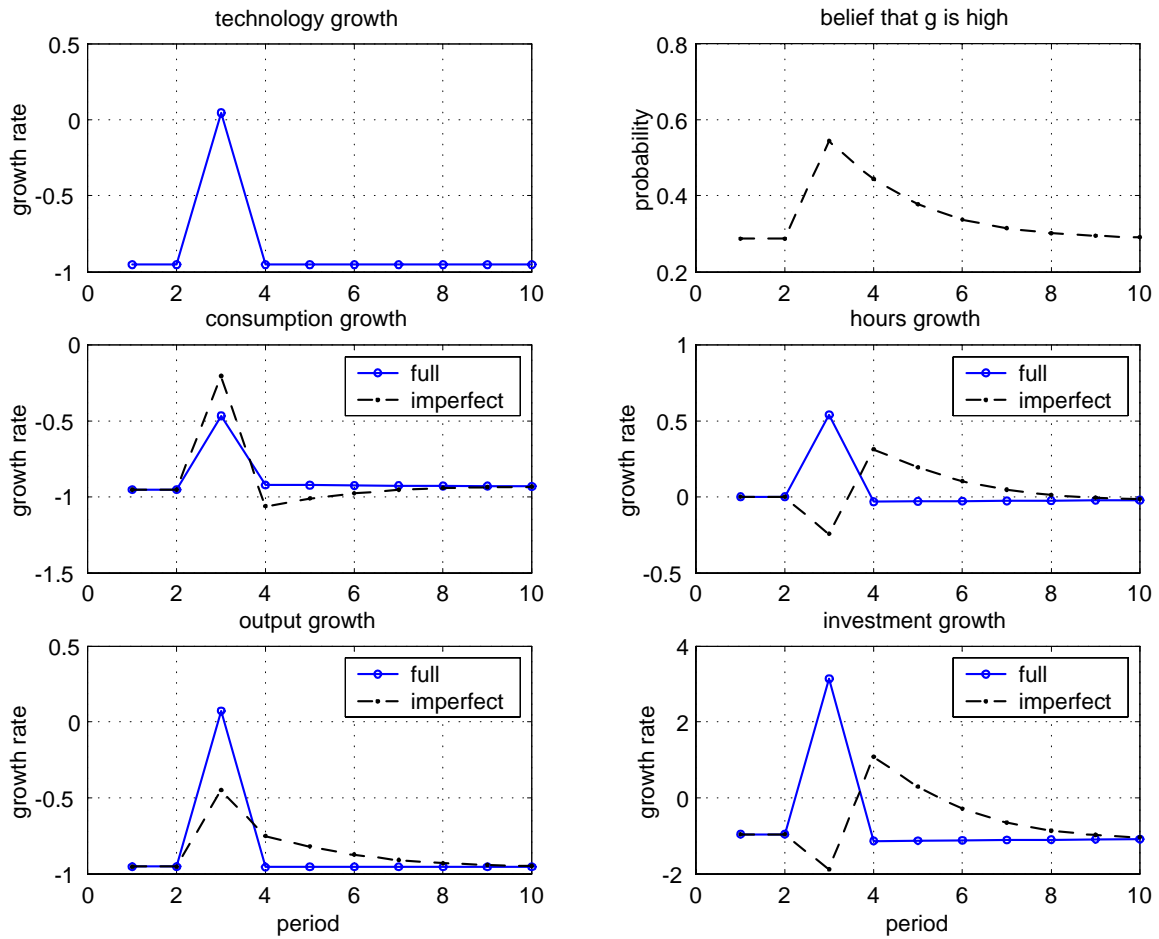 technology growth
growth rate
0.5
0
-0.5
-1
0 2 4 6 8 10
belief that g is high
probability
0.8
0.6
0.4
0.2
0 2 4 6 8 10
consumption growth
growth rate
0
-0.5
-1
-1.5
full
imperfect
0 2 4 6 8 10
hours growth
growth rate
1
0.5
0
-0.5
full
imperfect
0 2 4 6 8 10
output growth
growth rate
0.5
0
-0.5
-1
full
imperfect
0 2 4 6 8 10
period
investment growth
growth rate
4
2
0
-2
full
imperfect
0 2 4 6 8 10
period